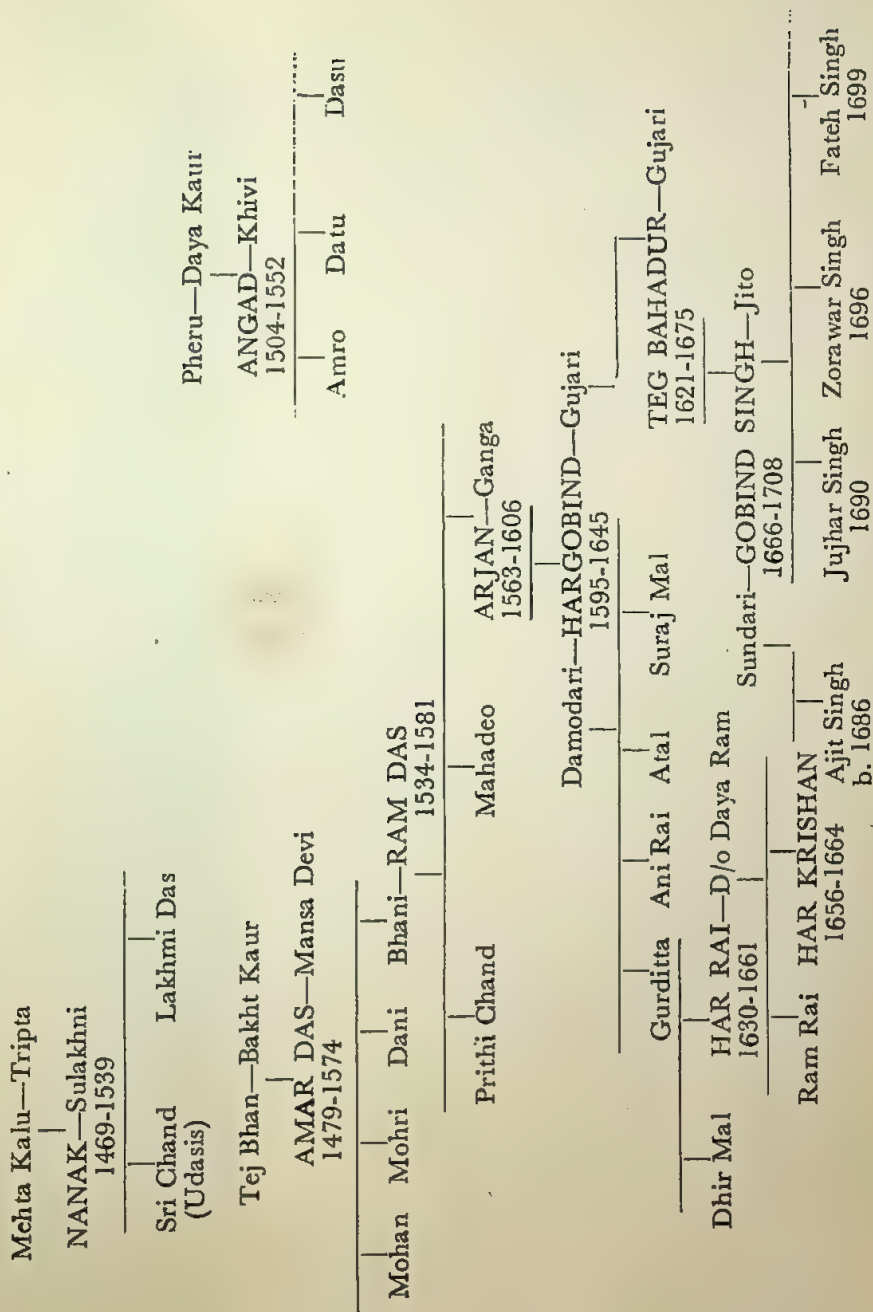 Mehta Kalu—Tripta
NANAK—Sulakhni
1469-1539
Sri Chand Lakhmi Das
(Udasis)
Pheru—Daya Kaur
ANGAD—Khivi
1504-1552
Amro Datu Dasu
Tej Bhan—Bakht Kaur
AMAR DAS—Mansa Devi
1479-1574
Mohan Mohri Dani Bhani—RAM DAS
1534-1581
Prithi Chand Mahadeo ARJAN—Ganga
1563-1606
Damodari—HARGOBIND—Gujari
1595-1645
Gurditta Ani Rai Atal Suraj Mal TEG BAHADUR—Gujari
1621-1675
Dhir Mal HAR RAI—D/o Daya Ram
1630-1661
Sundari—GOBIND SINGH—Jito
1666-1708
Ram Rai HAR KRISHAN
1656-1664
Ajit Singh
b. 1686
Jujhar Singh Zorawar Singh Fateh Singh
1690 1696 1699